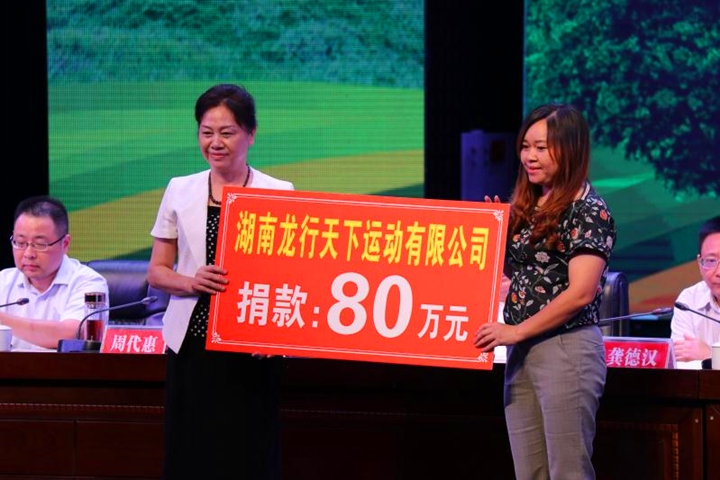 湖南龙行天下运动有限公司
捐款:80万元
周代惠
龚德汉